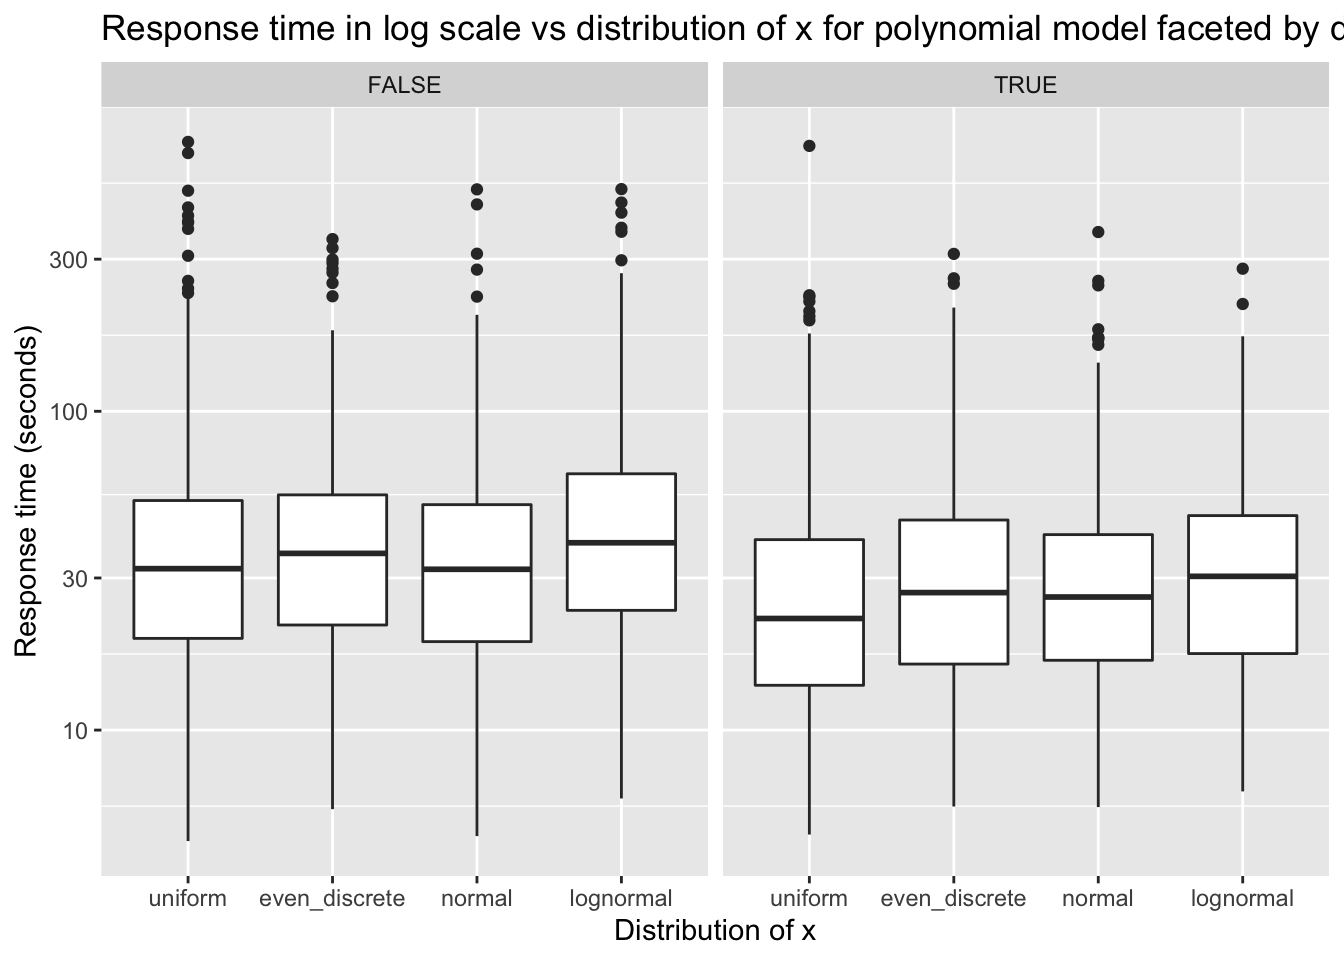 Response time in log scale vs distribution of x for polynomial model faceted by
FALSE TRUE
Response time (seconds)
300
100
30
10
uniform even_discrete normal lognormal uniform even_discrete normal lognormal
Distribution of x